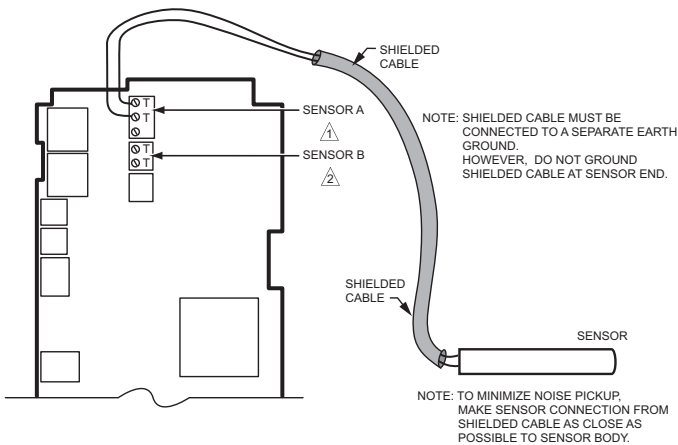 SHIELDED
CABLE
T
T
SENSOR A
1
T
T
SENSOR B
2
NOTE: SHIELDED CABLE MUST BE
CONNECTED TO A SEPARATE EARTH
GROUND.
HOWEVER, DO NOT GROUND
SHIELDED CABLE AT SENSOR END.
SHIELDED
CABLE
SENSOR
NOTE: TO MINIMIZE NOISE PICKUP,
MAKE SENSOR CONNECTION FROM
SHIELDED CABLE AS CLOSE AS
POSSIBLE TO SENSOR BODY.